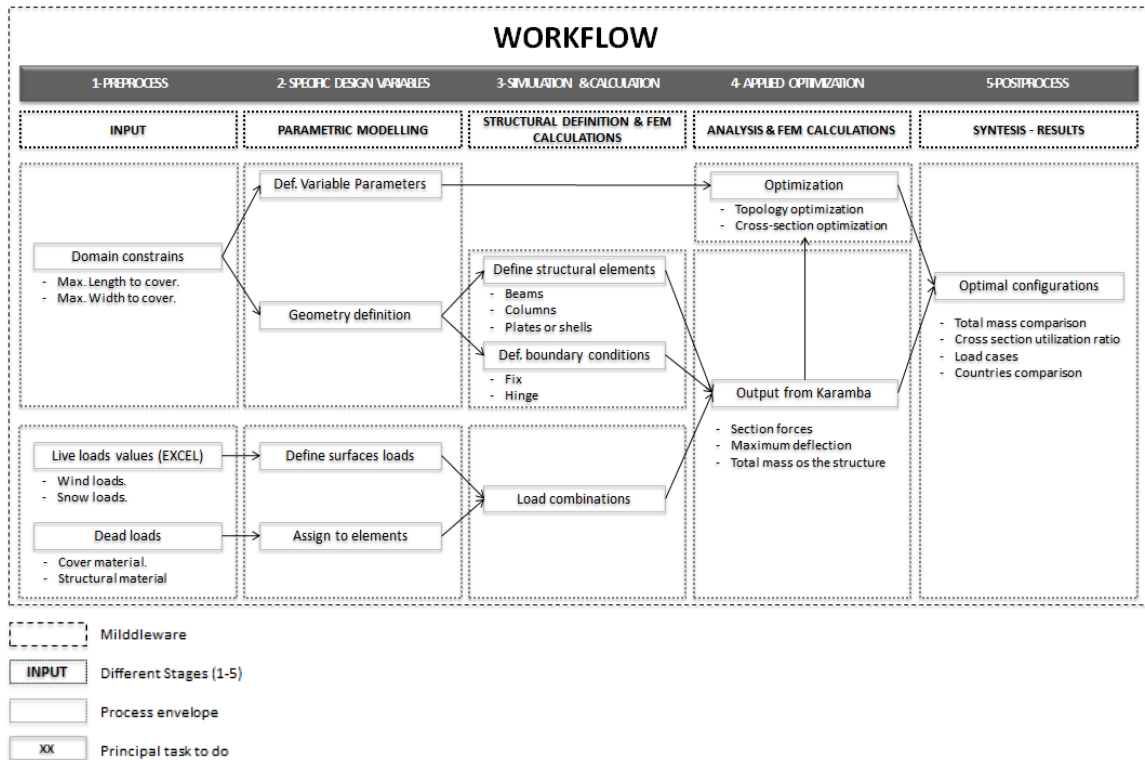 WORKFLOW
1- PREPROCESS
2- SPECIFIC DESIGN VARIABLES
3- SIMULATION & CALCULATION
4- APPLIED OPTIMIZATION
5-POSTPROCESS
INPUT
PARAMETRIC MODELLING
STRUCTURAL DEFINITION & FEM
CALCULATIONS
ANALYSIS & FEM CALCULATIONS
SYNTESIS - RESULTS
Domain constrains
- Max. Length to cover.
- Max. Width to cover.
Live loads values (EXCEL)
- Wind loads.
- Snow loads.
Dead loads
- Cover material.
- Structural material
Def. Variable Parameters
Geometry definition
Define surfaces loads
Assign to elements
Define structural elements
- Beams
- Columns
- Plates or shells
Def. boundary conditions
- Fix
- Hinge
Load combinations
Optimization
- Topology optimization
- Cross-section optimization
Output from Karamba
- Section forces
- Maximum deflection
- Total mass os the structure
Optimal configurations
- Total mass comparison
- Cross section utilization ratio
- Load cases
- Countries comparison
Milddleware
INPUT Different Stages (1-5)
Process envelope
XX Principal task to do